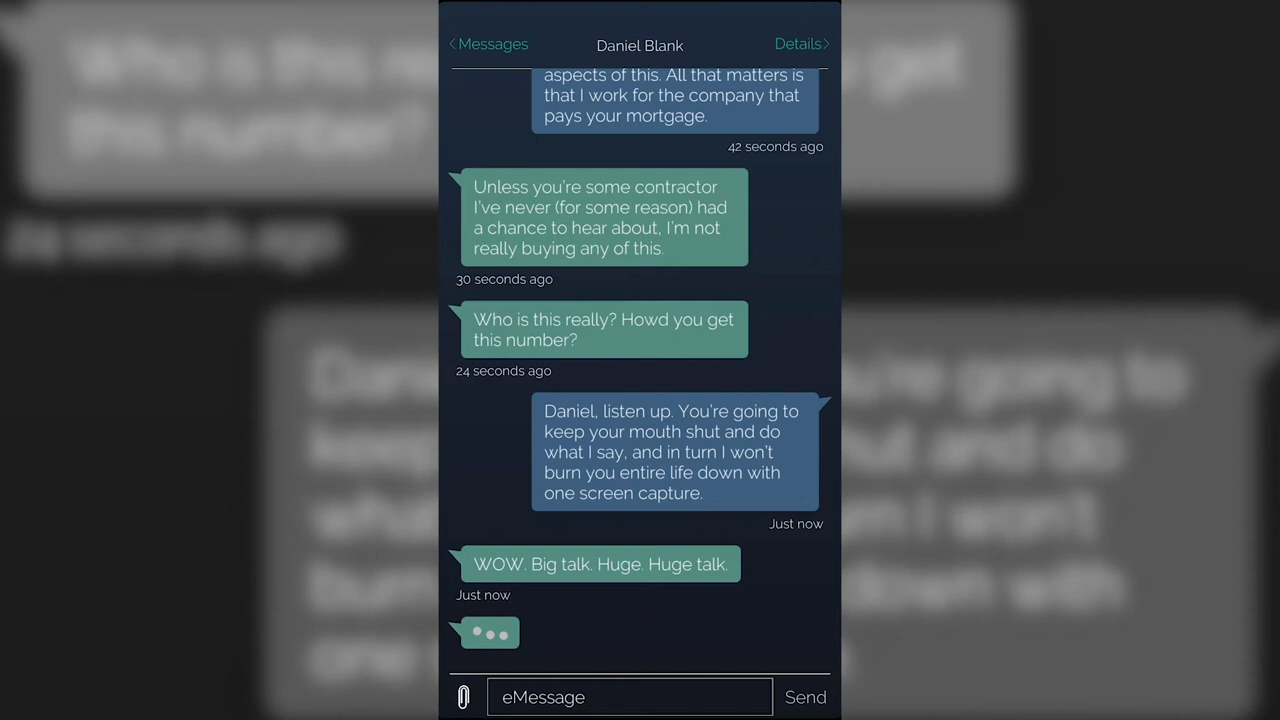 Messages
Daniel Blank
Details
aspects of this. All that matters is
that I work for the company that
pays your mortgage.
42 seconds ago
Unless you're some contractor
I've never (for some reason) had
a chance to hear about, I'm not
really buying any of this.
30 seconds ago
Who is this really? Howd you get
this number?
24 seconds ago
Daniel, listen up. You're going to
keep your mouth shut and do
what I say, and in turn I won't
burn you entire life down with
one screen capture.
Just now
WOW. Big talk. Huge. Huge talk.
Just now
eMessage
Send